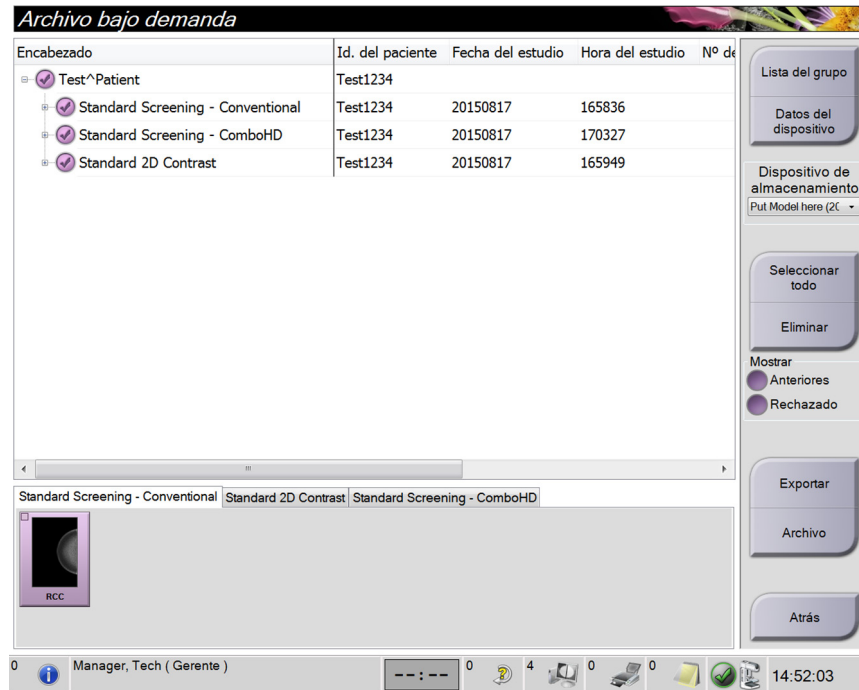 Archivo bajo demanda
Encabezado Id. del paciente Fecha del estudio Hora del estudio Nº de
Test^Patient Test1234
Standard Screening - Conventional Test1234 20150817 165836
Standard Screening - ComboHD Test1234 20150817 170327
Standard 2D Contrast Test1234 20150817 165949
Lista del grupo
Datos del
dispositivo
Dispositivo de
almacenamiento
Put Model here (20
Seleccionar
todo
Eliminar
Mostrar
Anteriores
Rechazado
Exportar
Archivo
Atrás
Standard Screening - Conventional Standard 2D Contrast Standard Screening - ComboHD
RCC
0 Manager, Tech ( Gerente ) --:-- 0 4 0 0 14:52:03